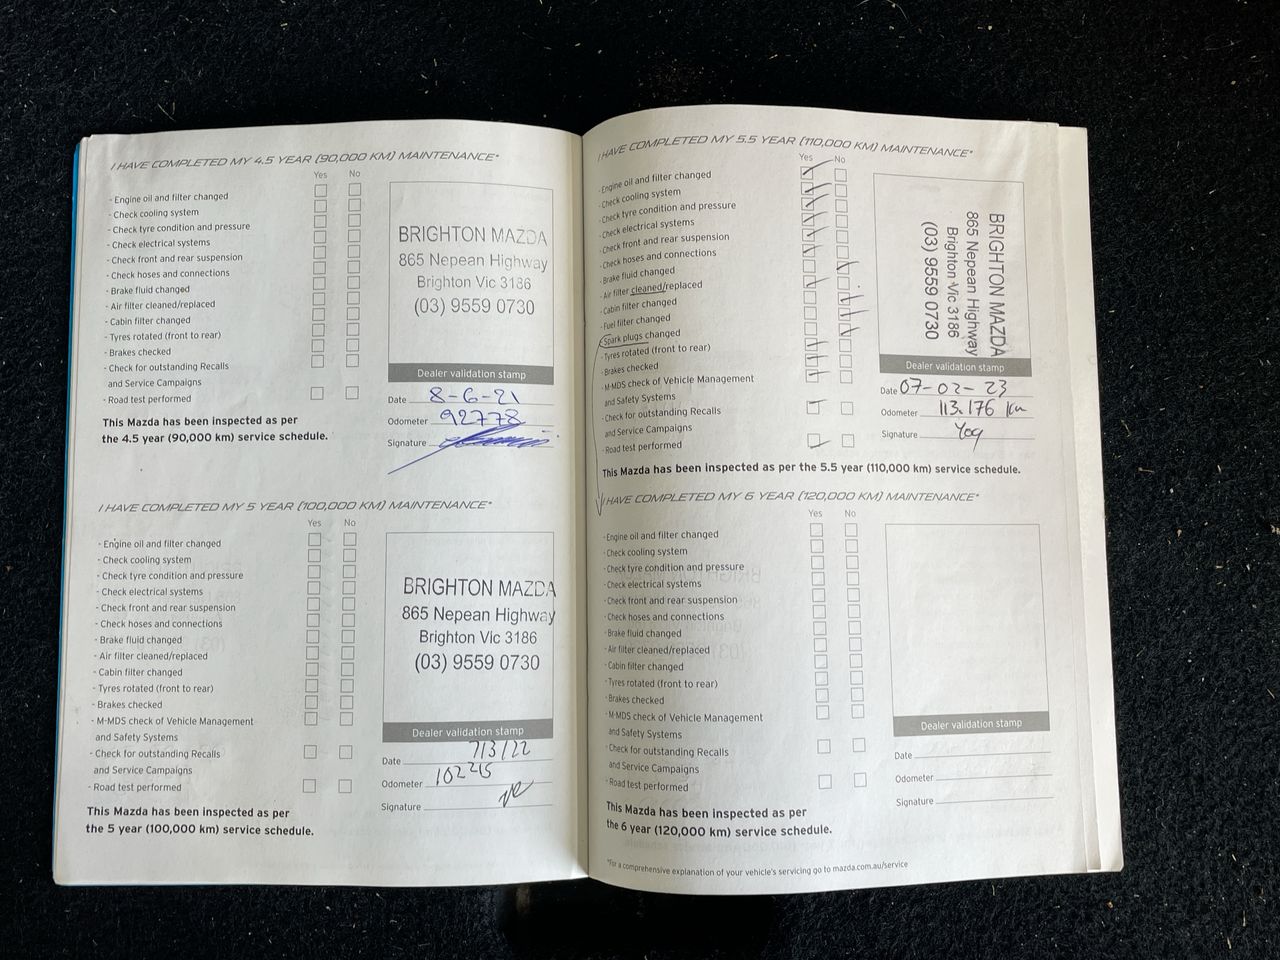 I HAVE COMPLETED MY 4.5 YEAR (90,000 KM) MAINTENANCE*
Yes No
- Engine oil and filter changed
- Check cooling system
- Check tyre condition and pressure
- Check electrical systems
- Check front and rear suspension
- Check hoses and connections
- Brake fluid changed
- Air filter cleaned/replaced
- Cabin filter changed
- Tyres rotated (front to rear)
- Brakes checked
- Check for outstanding Recalls
and Service Campaigns
- Road test performed
This Mazda has been inspected as per
the 4.5 year (90,000 km) service schedule.
BRIGHTON MAZDA
865 Nepean Highway
Brighton Vic 3186
(03) 9559 0730
Dealer validation stamp
Date 8-6-21
Odometer 92778
Signature
I HAVE COMPLETED MY 5 YEAR (100,000 KM) MAINTENANCE*
Yes No
- Engine oil and filter changed
- Check cooling system
- Check tyre condition and pressure
- Check electrical systems
- Check front and rear suspension
- Check hoses and connections
- Brake fluid changed
- Air filter cleaned/replaced
- Cabin filter changed
- Tyres rotated (front to rear)
- Brakes checked
- M-MDS check of Vehicle Management
and Safety Systems
- Check for outstanding Recalls
and Service Campaigns
- Road test performed
This Mazda has been inspected as per
the 5 year (100,000 km) service schedule.
BRIGHTON MAZDA
865 Nepean Highway
Brighton Vic 3186
(03) 9559 0730
Dealer validation stamp
Date 7/3/22
Odometer 102215
Signature
I HAVE COMPLETED MY 5.5 YEAR (110,000 KM) MAINTENANCE*
Yes No
- Engine oil and filter changed
- Check cooling system
- Check tyre condition and pressure
- Check electrical systems
- Check front and rear suspension
- Check hoses and connections
- Brake fluid changed
- Air filter cleaned/replaced
- Cabin filter changed
- Fuel filter changed
- Spark plugs changed
- Tyres rotated (front to rear)
- Brakes checked
- M-MDS check of Vehicle Management
and Safety Systems
- Check for outstanding Recalls
and Service Campaigns
- Road test performed
This Mazda has been inspected as per the 5.5 year (110,000 km) service schedule.
BRIGHTON MAZDA
865 Nepean Highway
Brighton Vic 3186
(03) 9559 0730
Dealer validation stamp
Date 07-02-23
Odometer 113.176 km
Signature Yog
I HAVE COMPLETED MY 6 YEAR (120,000 KM) MAINTENANCE*
Yes No
- Engine oil and filter changed
- Check cooling system
- Check tyre condition and pressure
- Check electrical systems
- Check front and rear suspension
- Check hoses and connections
- Brake fluid changed
- Air filter cleaned/replaced
- Cabin filter changed
- Tyres rotated (front to rear)
- Brakes checked
- M-MDS check of Vehicle Management
and Safety Systems
- Check for outstanding Recalls
and Service Campaigns
- Road test performed
This Mazda has been inspected as per
the 6 year (120,000 km) service schedule.
Dealer validation stamp
Date
Odometer
Signature
*For a comprehensive explanation of your vehicle's servicing go to mazda.com.au/service